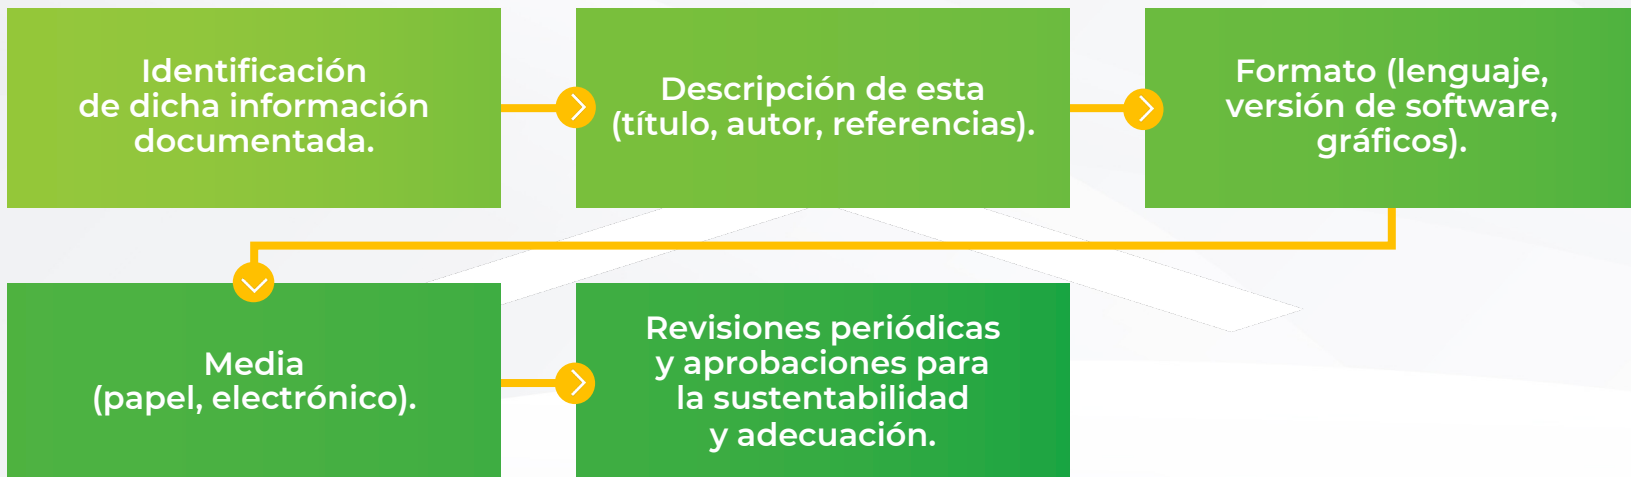 Identificación
de dicha información
documentada.
Descripción de esta
(título, autor, referencias).
Formato (lenguaje,
versión de software,
gráficos).
Media
(papel, electrónico).
Revisiones periódicas
y aprobaciones para
la sustentabilidad
y adecuación.